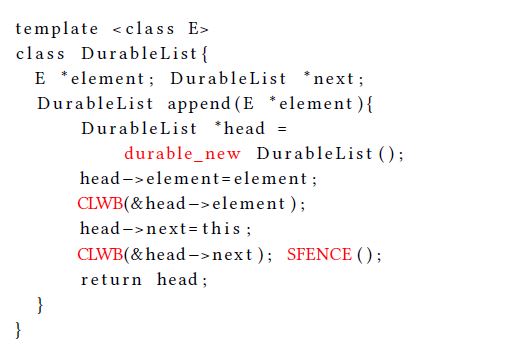 template <class E>
class DurableList{
E *element; DurableList *next;
DurableList append(E *element){
DurableList *head =
durable_new DurableList();
head->element=element;
CLWB(&head->element);
head->next=this;
CLWB(&head->next); SFENCE();
return head;
}
}